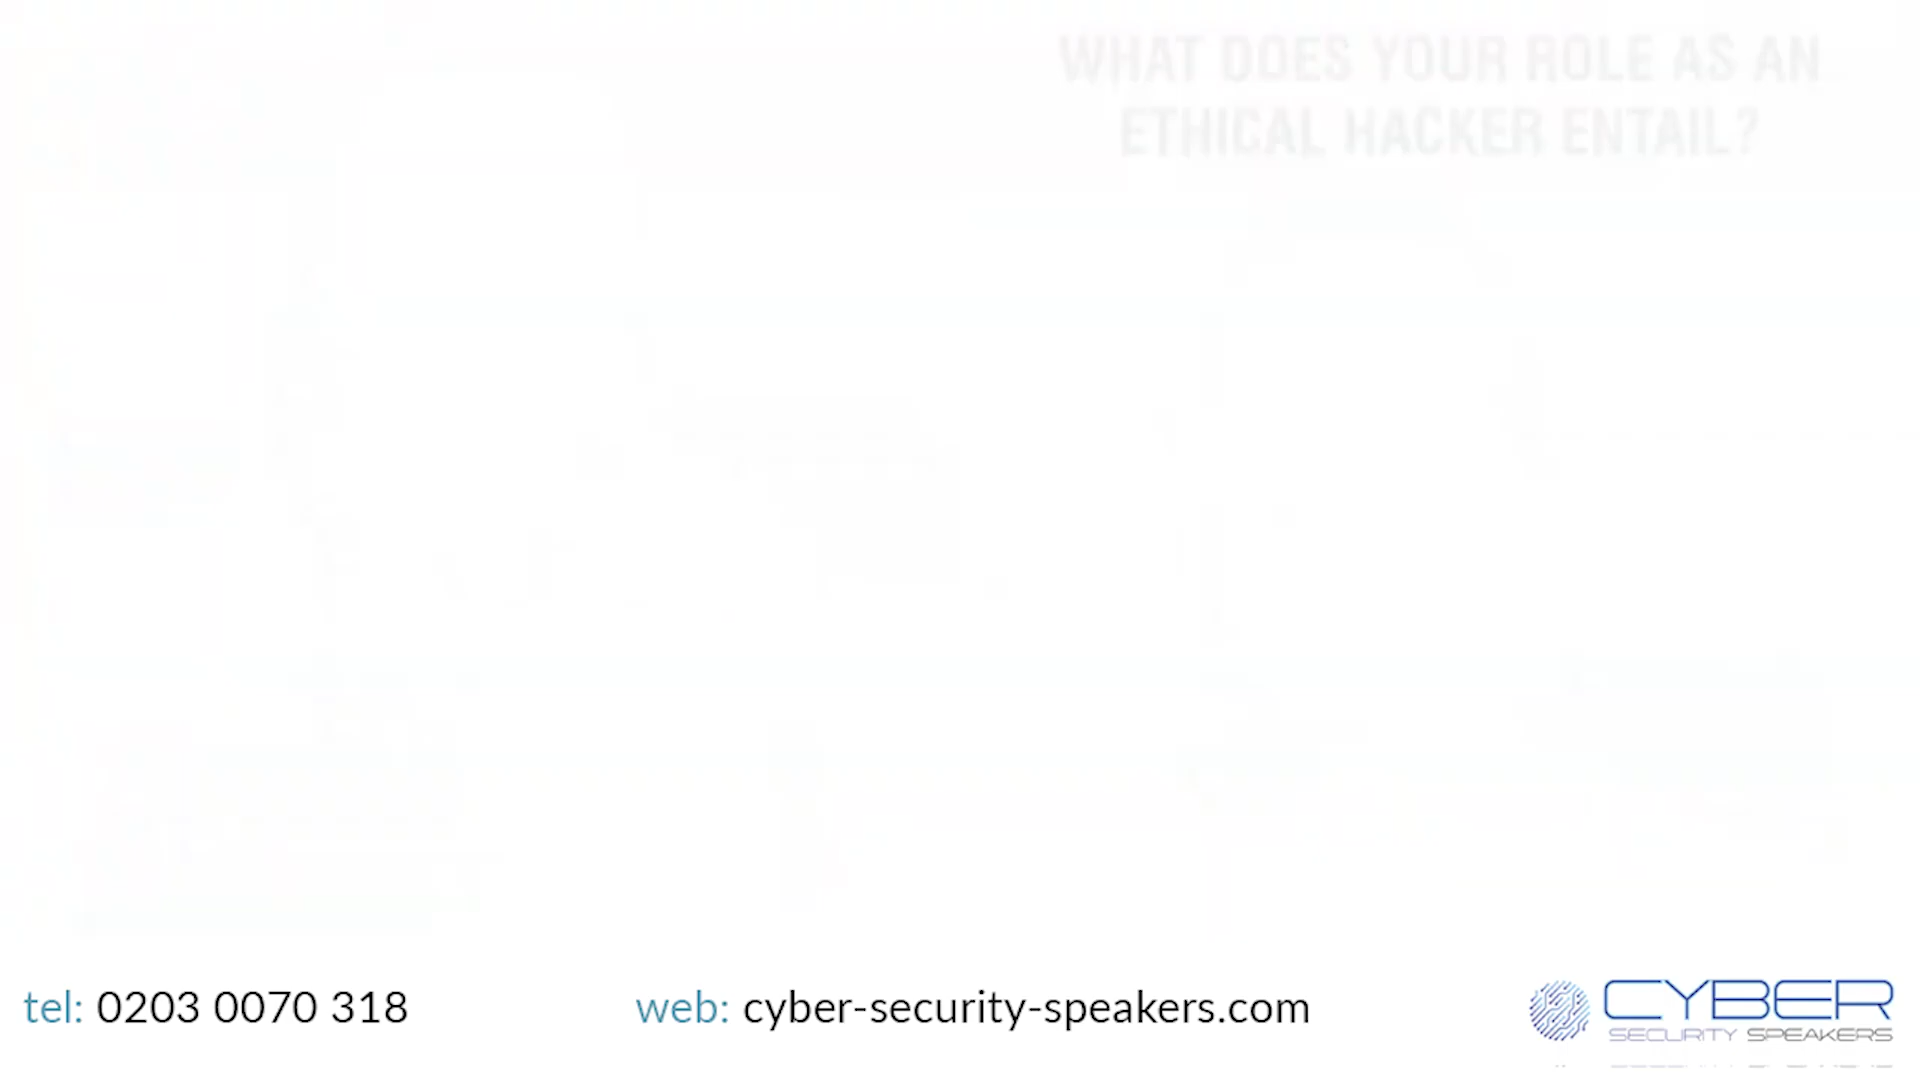 WHAT DOES YOUR ROLE AS AN
ETHICAL HACKER ENTAIL?
tel: 0203 0070 318
web: cyber-security-speakers.com
CYBER
SECURITY SPEAKERS